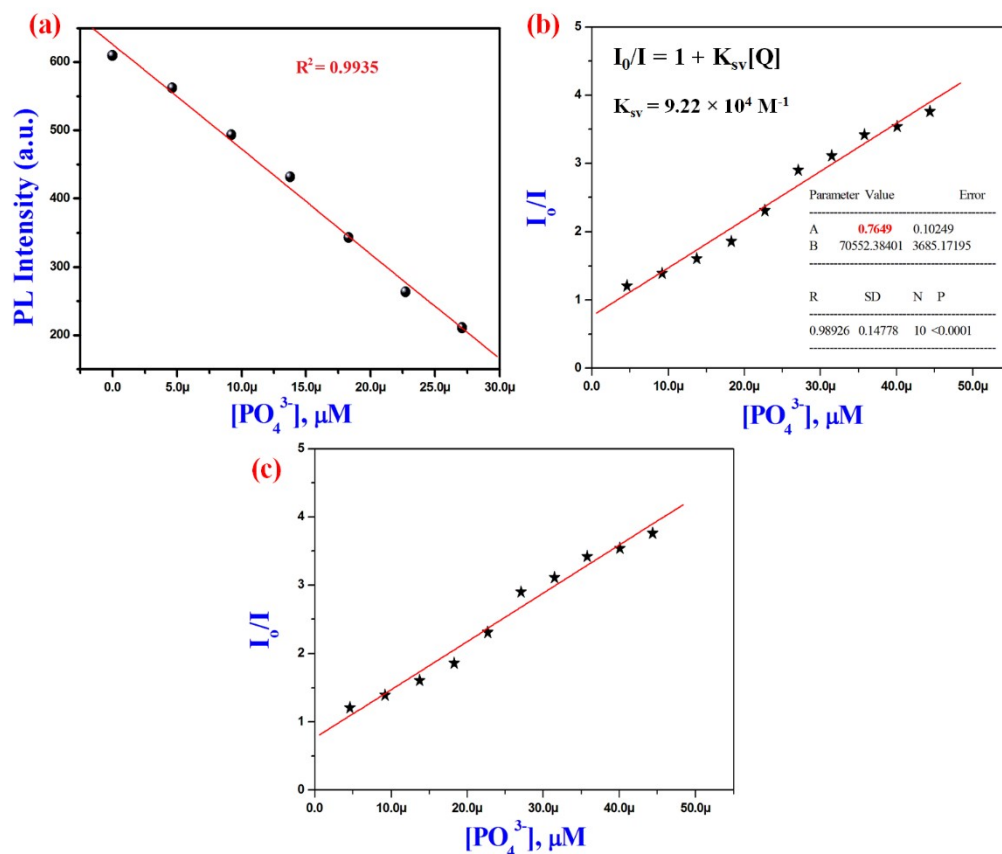 (a)
R² = 0.9935
PL Intensity (a.u.)
600
500
400
300
200
0.0 5.0µ 10.0µ 15.0µ 20.0µ 25.0µ 30.0µ
[PO₄³⁻], µM
(b)
I₀/I = 1 + Kₛᵥ[Q]
Kₛᵥ = 9.22 × 10⁴ M⁻¹
Iₒ/I
5
4
3
2
1
0
Parameter Value Error
A 0.7649 0.10249
B 70552.38401 3685.17195
R SD N P
0.98926 0.14778 10 <0.0001
0.0 10.0µ 20.0µ 30.0µ 40.0µ 50.0µ
[PO₄³⁻], µM
(c)
Iₒ/I
5
4
3
2
1
0
0.0 10.0µ 20.0µ 30.0µ 40.0µ 50.0µ
[PO₄³⁻], µM